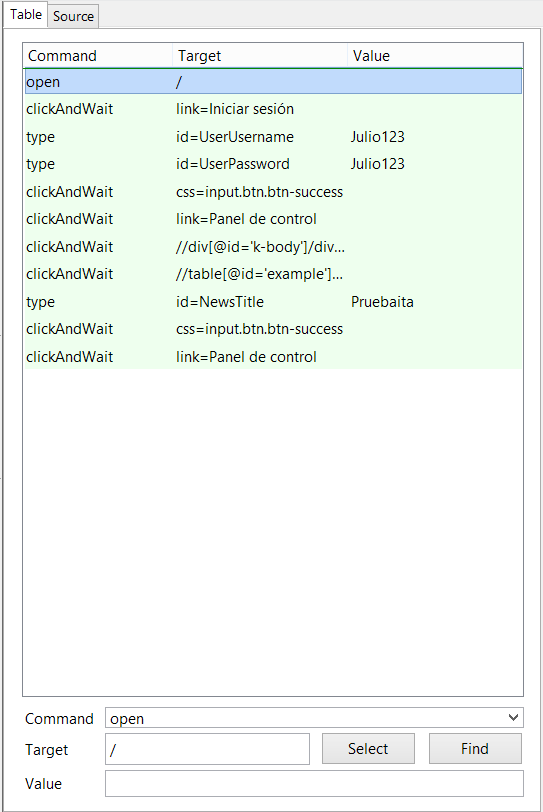 Table Source
Command Target Value
open /
clickAndWait link=Iniciar sesión
type id=UserUsername Julio123
type id=UserPassword Julio123
clickAndWait css=input.btn.btn-success
clickAndWait link=Panel de control
clickAndWait //div[@id='k-body']/div...
clickAndWait //table[@id='example']...
type id=NewsTitle Pruebaita
clickAndWait css=input.btn.btn-success
clickAndWait link=Panel de control
Command open
Target / Select Find
Value